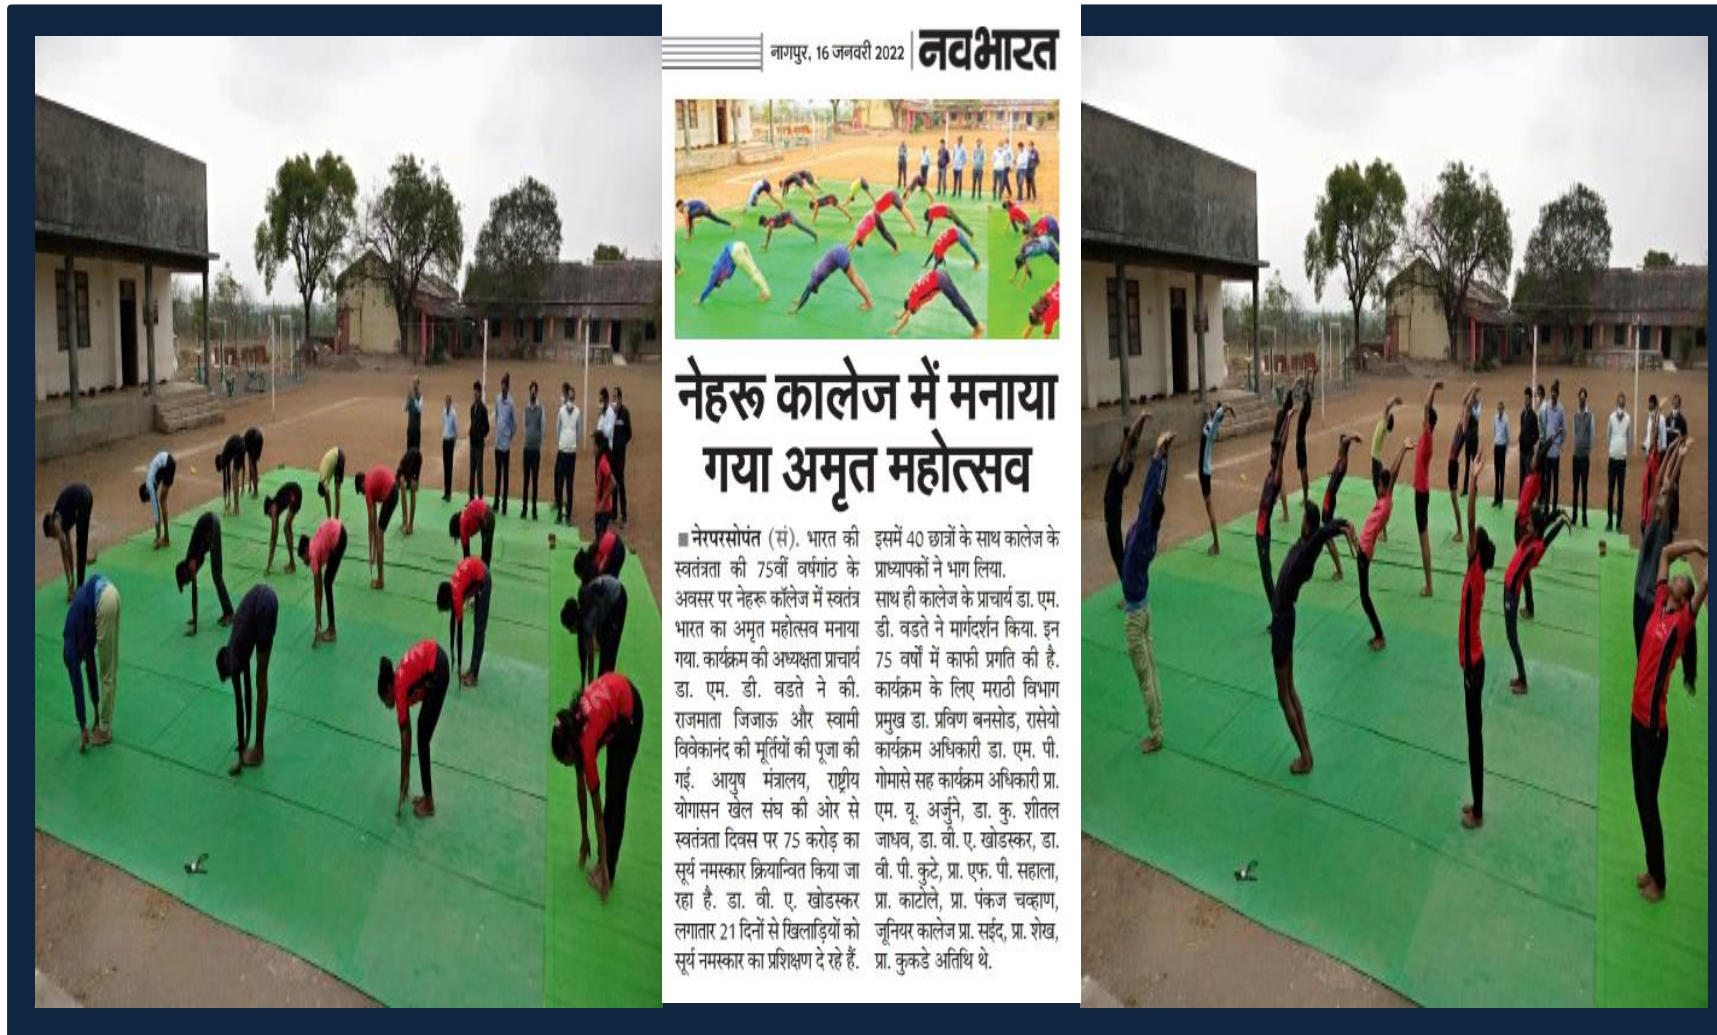 नागपुर, 16 जनवरी 2022 नवभारत
नेहरू कालेज में मनाया
गया अमृत महोत्सव
■ नेरपरसोपंत (सं). भारत की
स्वतंत्रता की 75वीं वर्षगांठ के
अवसर पर नेहरू कॉलेज में स्वतंत्र
भारत का अमृत महोत्सव मनाया
गया. कार्यक्रम की अध्यक्षता प्राचार्य
डा. एम. डी. वडते ने की.
राजमाता जिजाऊ और स्वामी
विवेकानंद की मूर्तियों की पूजा की
गई. आयुष मंत्रालय, राष्ट्रीय
योगासन खेल संघ की ओर से
स्वतंत्रता दिवस पर 75 करोड़ का
सूर्य नमस्कार क्रियान्वित किया जा
रहा है. डा. वी. ए. खोडस्कर
लगातार 21 दिनों से खिलाड़ियों को
सूर्य नमस्कार का प्रशिक्षण दे रहे हैं.
इसमें 40 छात्रों के साथ कालेज के
प्राध्यापकों ने भाग लिया.
साथ ही कालेज के प्राचार्य डा. एम.
डी. वडते ने मार्गदर्शन किया. इन
75 वर्षों में काफी प्रगति की है.
कार्यक्रम के लिए मराठी विभाग
प्रमुख डा. प्रविण बनसोड, रासेयो
कार्यक्रम अधिकारी डा. एम. पी.
गोमासे सह कार्यक्रम अधिकारी प्रा.
एम. यू. अर्जुने, डा. कु. शीतल
जाधव, डा. वी. ए. खोडस्कर, डा.
वी. पी. कुटे, प्रा. एफ. पी. सहाला,
प्रा. काटोले, प्रा. पंकज चव्हाण,
जूनियर कालेज प्रा. सईद, प्रा. शेख,
प्रा. कुकडे अतिथि थे.